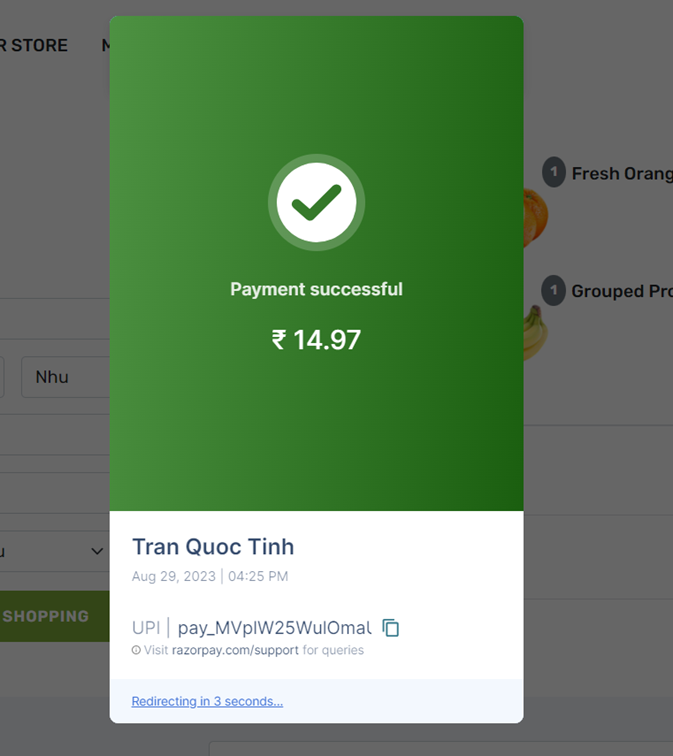 R STORE
1
Fresh Orang
Payment successful
1
Grouped Pro
₹ 14.97
Nhu
Tran Quoc Tinh
Aug 29, 2023 | 04:25 PM
SHOPPING
UPI | pay_MVpIW25WuIOmal
Visit razorpay.com/support for queries
Redirecting in 3 seconds...